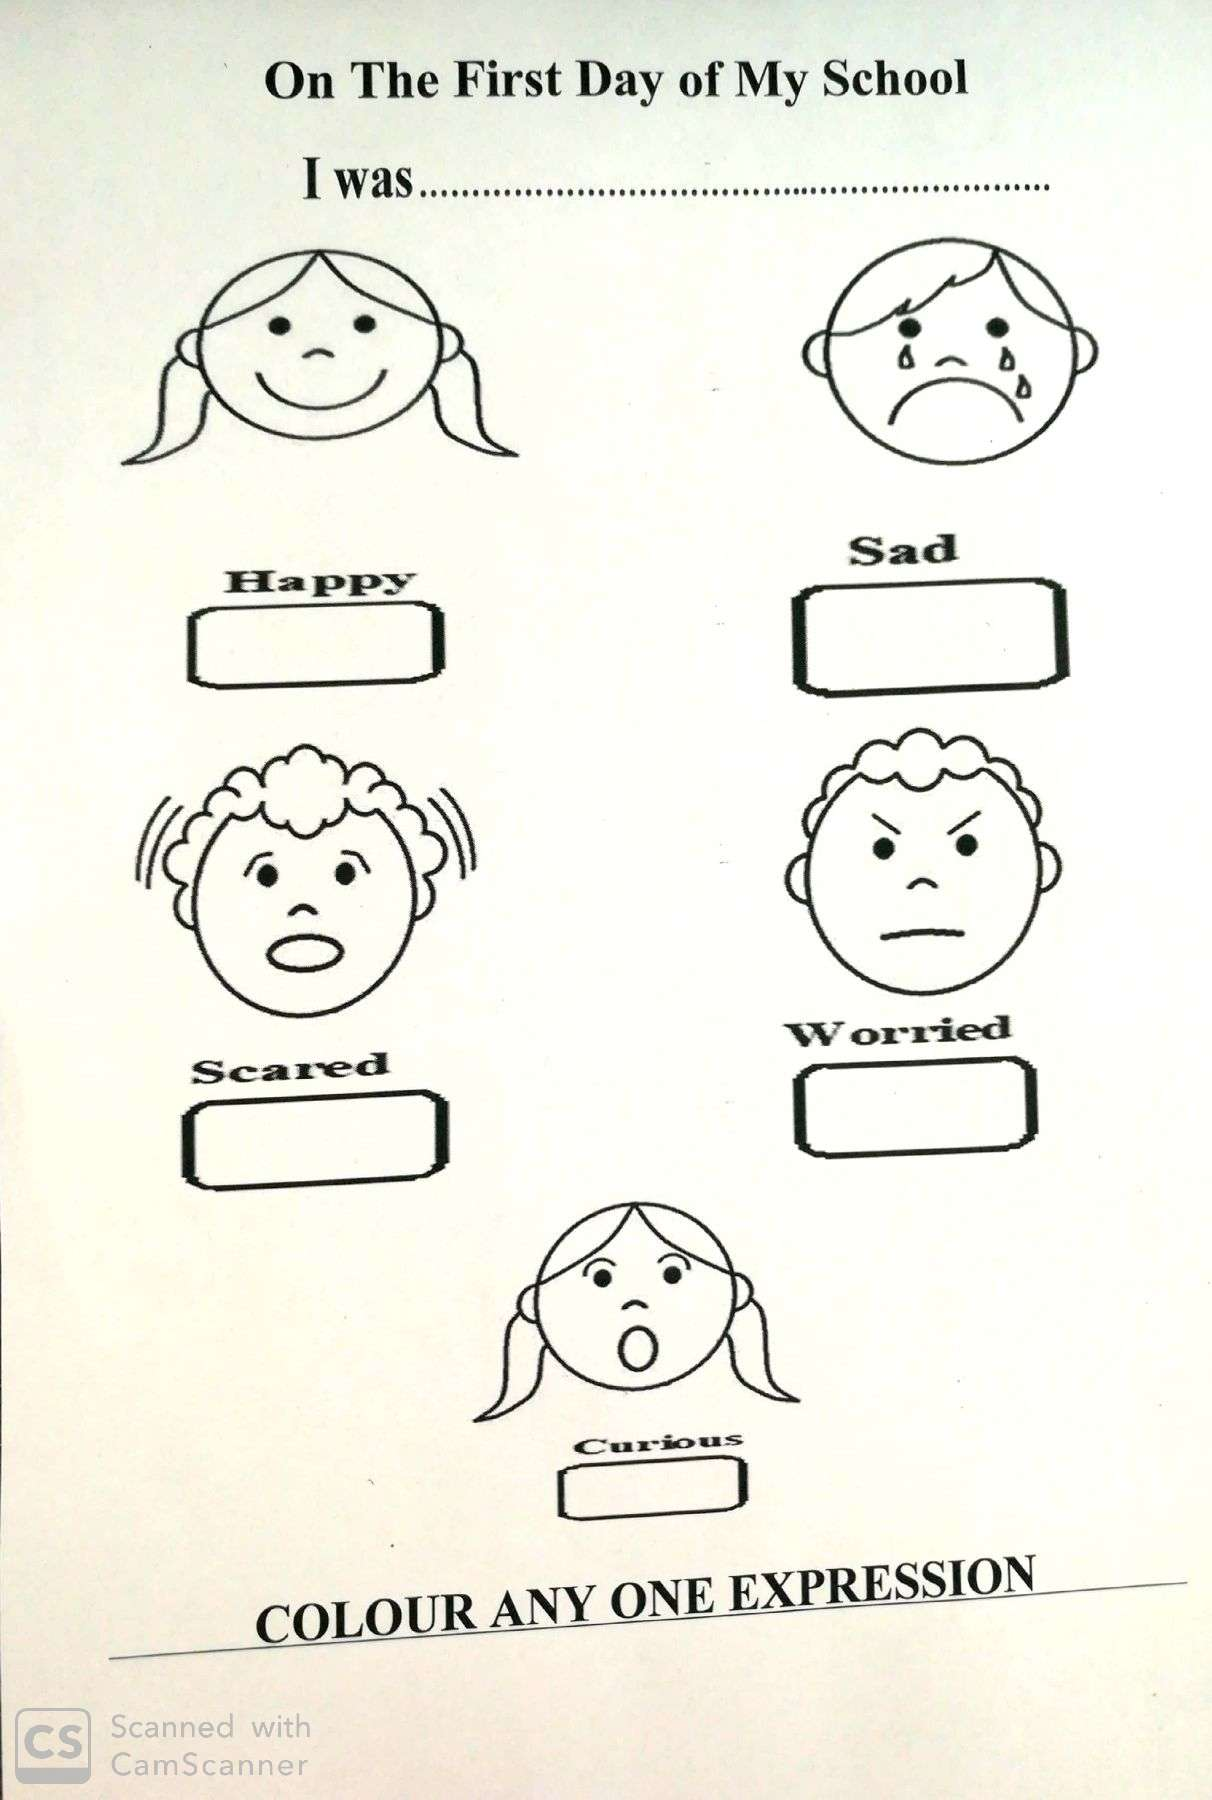 On The First Day of My School
I was............................................................
Happy
Sad
Scared
Worried
Curious
COLOUR ANY ONE EXPRESSION
CS Scanned with
CamScanner